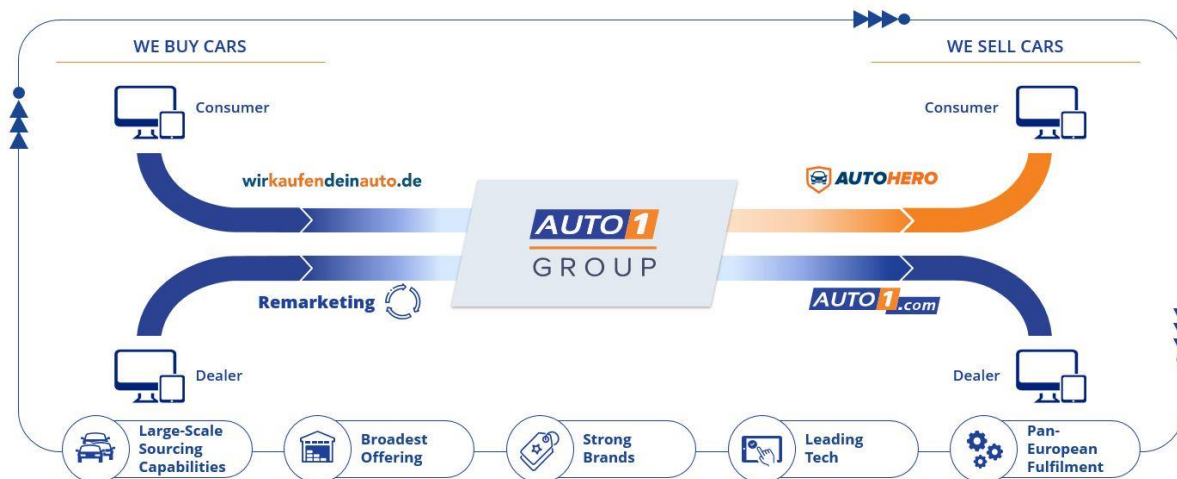 WE BUY CARS
WE SELL CARS
Consumer
Consumer
wirkaufendeinauto.de
AUTOHERO
AUTO1
GROUP
Remarketing
AUTO1.com
Dealer
Dealer
Large-Scale
Sourcing
Capabilities
Broadest
Offering
Strong
Brands
Leading
Tech
Pan-
European
Fulfilment